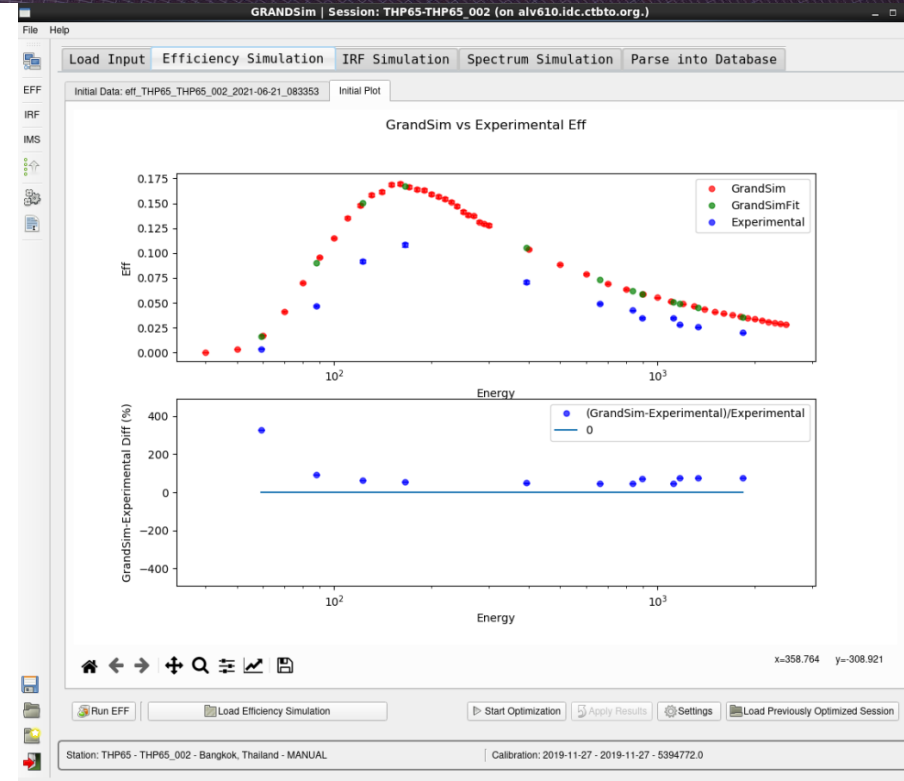 GRANDSim | Session: THP65-THP65_002 (on alv610.idc.ctbto.org.)
File Help
Load Input Efficiency Simulation IRF Simulation Spectrum Simulation Parse into Database
EFF
IRF
IMS
Initial Data: eff_THP65_THP65_002_2021-06-21_083353 Initial Plot
GrandSim vs Experimental Eff
0.175
0.150
0.125
0.100
0.075
0.050
0.025
0.000
Eff
GrandSim
GrandSimFit
Experimental
10²
10³
Energy
GrandSim-Experimental Diff (%)
400
200
0
−200
−400
(GrandSim-Experimental)/Experimental
0
10²
10³
Energy
x=358.764 y=-308.921
Run EFF Load Efficiency Simulation Start Optimization Apply Results Settings Load Previously Optimized Session
Station: THP65 - THP65_002 - Bangkok, Thailand - MANUAL Calibration: 2019-11-27 - 2019-11-27 - 5394772.0